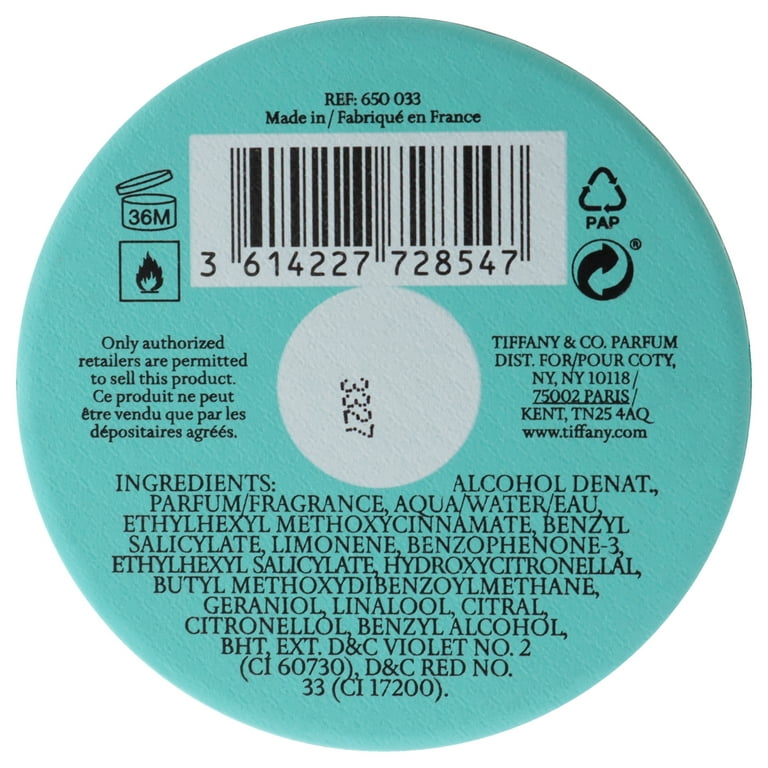 REF: 650 033
Made in / Fabriqué en France
36M
3 614227 728547
PAP
®
Only authorized
retailers are permitted
to sell this product.
Ce produit ne peut
être vendu que par les
dépositaires agréés.
3327
TIFFANY & CO. PARFUM
DIST. FOR/POUR COTY,
NY, NY 10118 /
75002 PARIS /
KENT, TN25 4AQ
www.tiffany.com
INGREDIENTS: ALCOHOL DENAT.,
PARFUM/FRAGRANCE, AQUA/WATER/EAU,
ETHYLHEXYL METHOXYCINNAMATE, BENZYL
SALICYLATE, LIMONENE, BENZOPHENONE-3,
ETHYLHEXYL SALICYLATE, HYDROXYCITRONELLAL,
BUTYL METHOXYDIBENZOYLMETHANE,
GERANIOL, LINALOOL, CITRAL,
CITRONELLOL, BENZYL ALCOHOL,
BHT, EXT. D&C VIOLET NO. 2
(CI 60730), D&C RED NO.
33 (CI 17200).